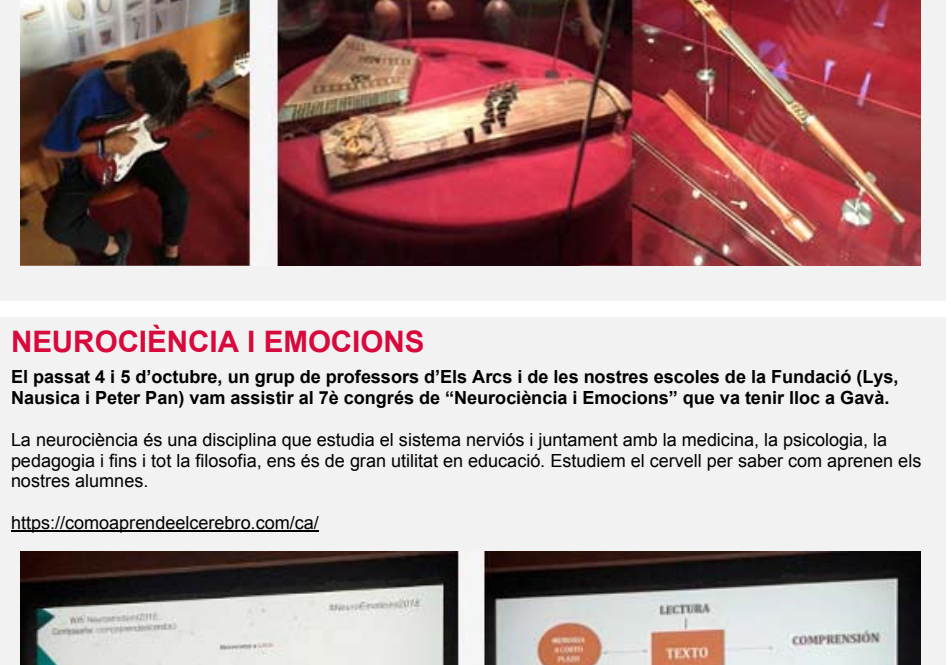 NEUROCIÈNCIA I EMOCIONS
El passat 4 i 5 d’octubre, un grup de professors d’Els Arcs i de les nostres escoles de la Fundació (Lys,
Nausica i Peter Pan) vam assistir al 7è congrés de “Neurociència i Emocions” que va tenir lloc a Gavà.
La neurociència és una disciplina que estudia el sistema nerviós i juntament amb la medicina, la psicologia, la
pedagogia i fins i tot la filosofia, ens és de gran utilitat en educació. Estudiem el cervell per saber com aprenen els
nostres alumnes.
https://comoaprendeelcerebro.com/ca/
#NeuroEmotions2018
LECTURA
MEMORIA
A CORTO
PLAZO
TEXTO
COMPRENSIÓN